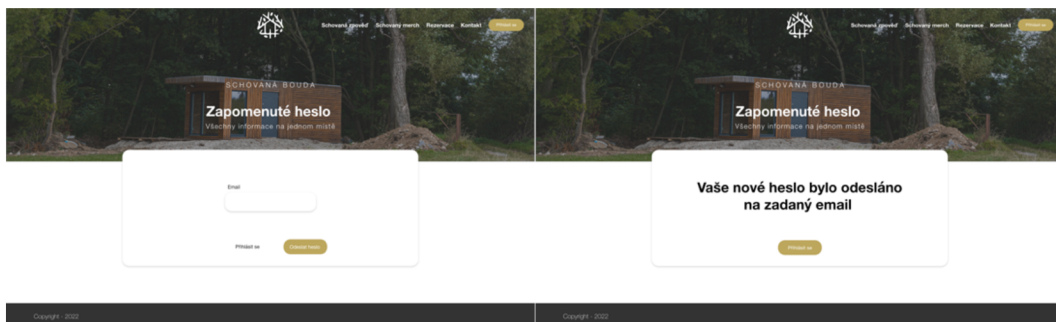 Schovaná zpověď Schovaný merch Rezervace Kontakt Přihlásit se
SCHOVANÁ BOUDA
Zapomenuté heslo
Všechny informace na jednom místě
Email
Přihlásit se Odeslat heslo
Copyright - 2022
Schovaná zpověď Schovaný merch Rezervace Kontakt Přihlásit se
SCHOVANÁ BOUDA
Zapomenuté heslo
Všechny informace na jednom místě
Vaše nové heslo bylo odesláno
na zadaný email
Přihlásit se
Copyright - 2022